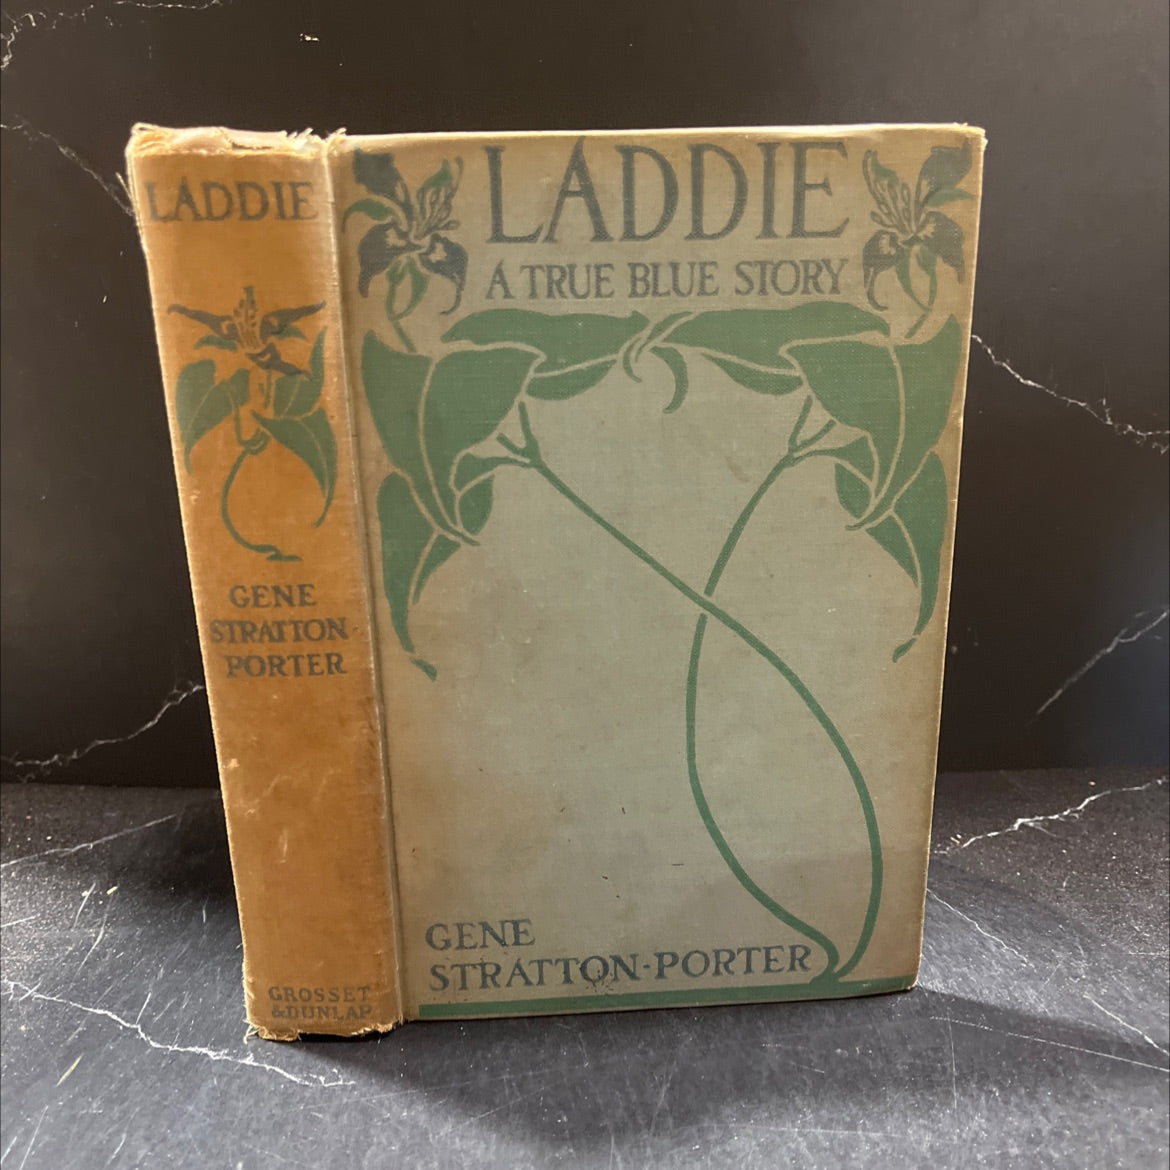 LADDIE
GENE
STRATTON-
PORTER
GROSSET
& DUNLAP
LADDIE
A TRUE BLUE STORY
GENE
STRATTON-PORTER